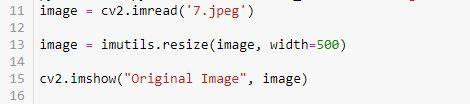 11 image = cv2.imread('7.jpeg')
12
13 image = imutils.resize(image, width=500)
14
15 cv2.imshow("Original Image", image)
16